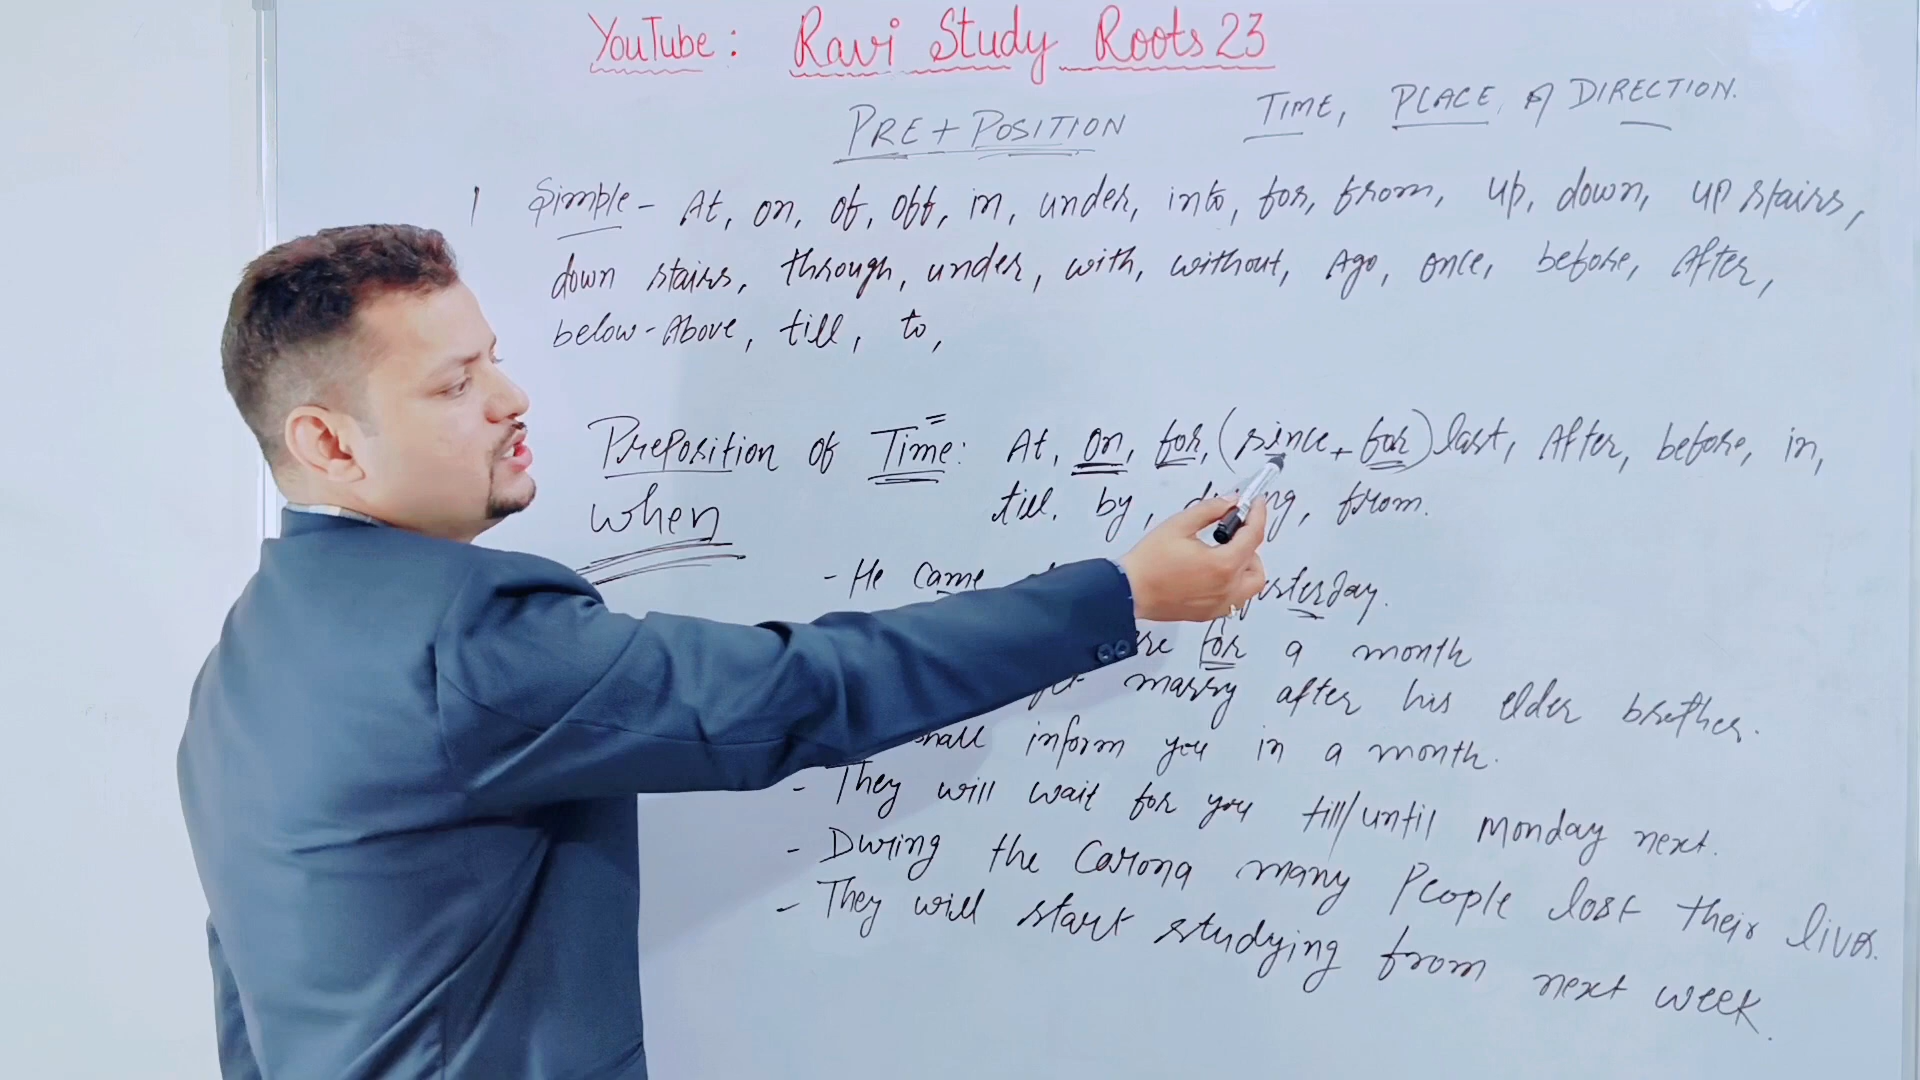 YouTube: Ravi Study Roots 23
PRE + POSITION TIME, PLACE, & DIRECTION.
1 Simple - At, on, of, off, in, under, into, for, from, up, down, up stairs,
down stairs, through, under, with, without, Ago, once, before, After,
below - Above, till, to,
Preposition of Time: At, on, for, (since + for) last, After, before, in,
when till, by, during, from.
- He came yesterday.
for a month
marry after his elder brother.
shall inform you in a month.
- They will wait for you till/until Monday next.
- During the Carona many People lost their lives.
- They will start studying from next week.